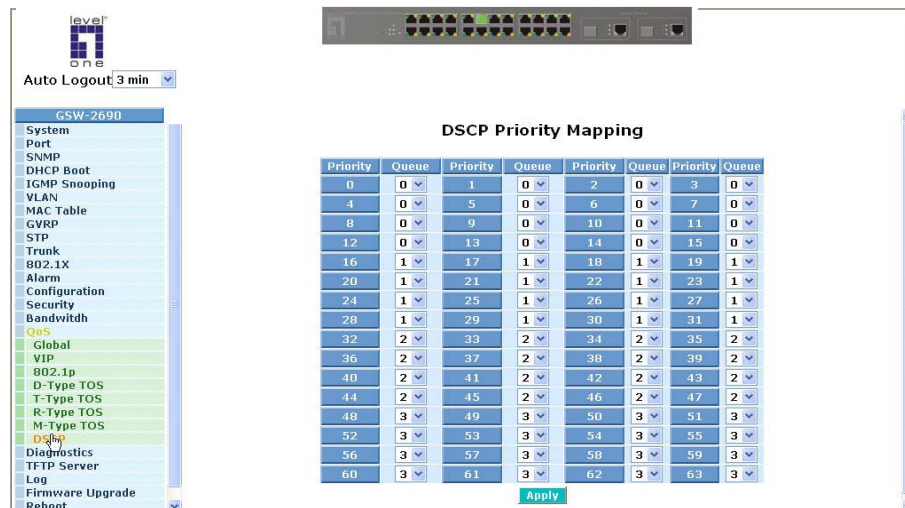 level
one
Auto Logout 3 min
GSW-2690
System
Port
SNMP
DHCP Boot
IGMP Snooping
VLAN
MAC Table
GVRP
STP
Trunk
802.1X
Alarm
Configuration
Security
Bandwitdh
QoS
Global
VIP
802.1p
D-Type TOS
T-Type TOS
R-Type TOS
M-Type TOS
DSCP
Diagnostics
TFTP Server
Log
Firmware Upgrade
Reboot
DSCP Priority Mapping
Priority Queue Priority Queue Priority Queue Priority Queue
0 0 1 0 2 0 3 0
4 0 5 0 6 0 7 0
8 0 9 0 10 0 11 0
12 0 13 0 14 0 15 0
16 1 17 1 18 1 19 1
20 1 21 1 22 1 23 1
24 1 25 1 26 1 27 1
28 1 29 1 30 1 31 1
32 2 33 2 34 2 35 2
36 2 37 2 38 2 39 2
40 2 41 2 42 2 43 2
44 2 45 2 46 2 47 2
48 3 49 3 50 3 51 3
52 3 53 3 54 3 55 3
56 3 57 3 58 3 59 3
60 3 61 3 62 3 63 3
Apply